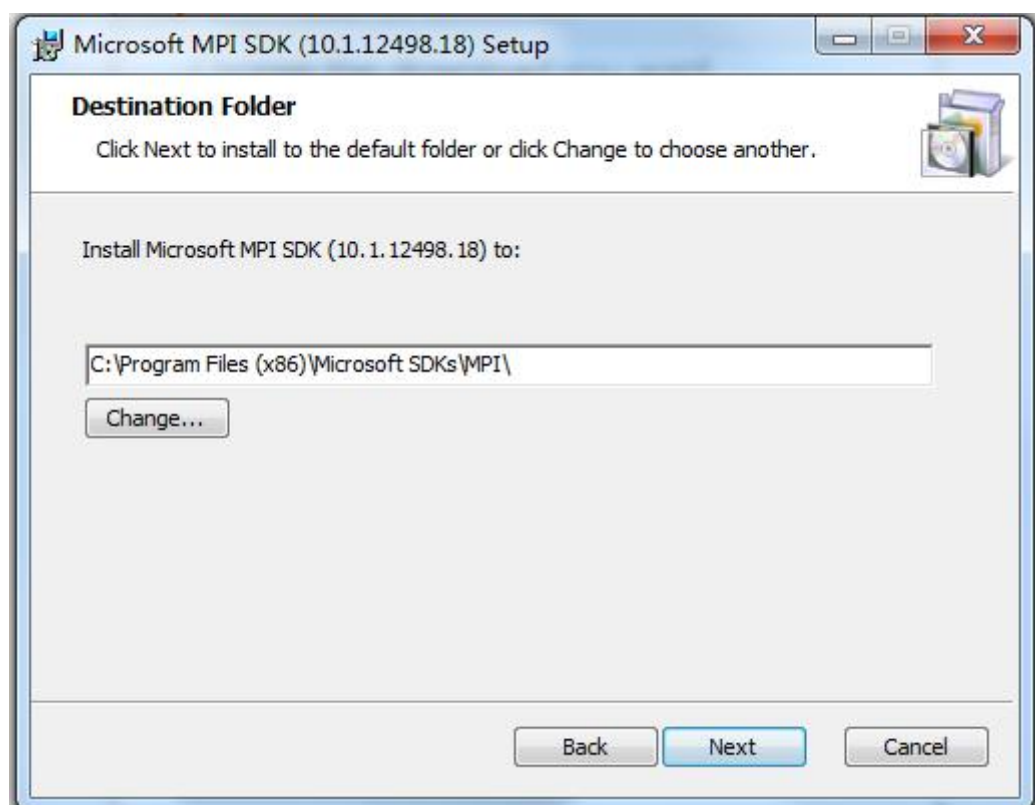 Microsoft MPI SDK (10.1.12498.18) Setup
Destination Folder
Click Next to install to the default folder or click Change to choose another.
Install Microsoft MPI SDK (10.1.12498.18) to:
C:\Program Files (x86)\Microsoft SDKs\MPI\
Change...
Back Next Cancel